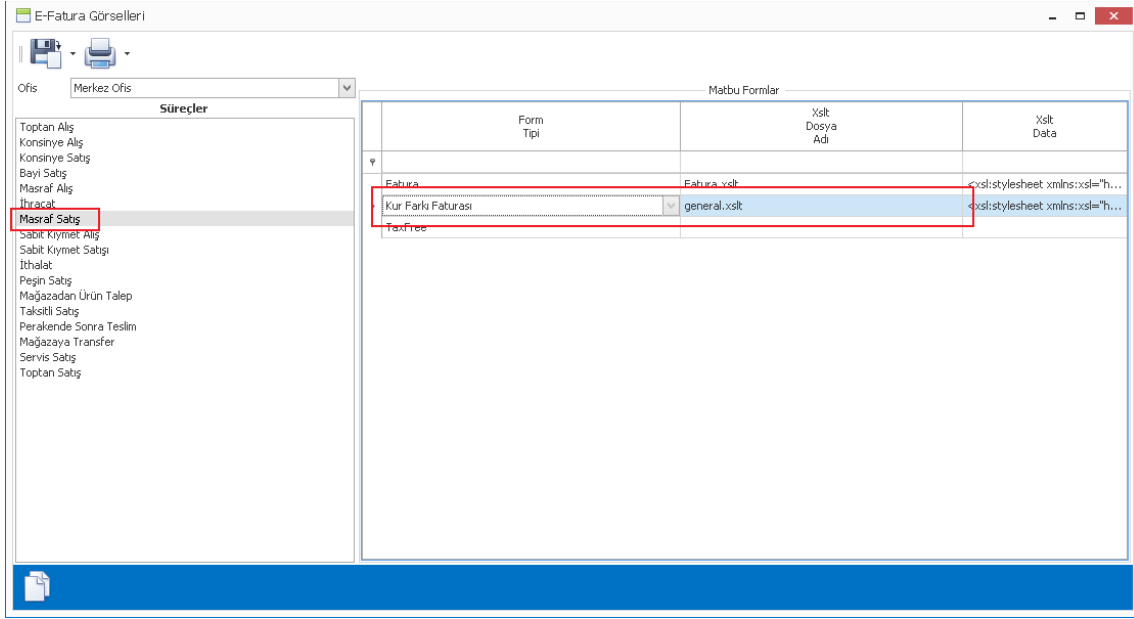 E-Fatura Görselleri
Ofis
Merkez Ofis
Süreçler
Toptan Alış
Konsinye Alış
Konsinye Satış
Bayi Satış
Masraf Alış
İhracat
Masraf Satış
Sabit Kıymet Alış
Sabit Kıymet Satışı
İthalat
Peşin Satış
Mağazadan Ürün Talep
Taksitli Satış
Perakende Sonra Teslim
Mağazaya Transfer
Servis Satış
Toptan Satış
Matbu Formlar
Form Tipi
Xslt Dosya Adı
Xslt Data
Fatura
Fatura.xslt
<xsl:stylesheet xmlns:xsl="h...
Kur Farkı Faturası
general.xslt
<xsl:stylesheet xmlns:xsl="h...
TaxFree